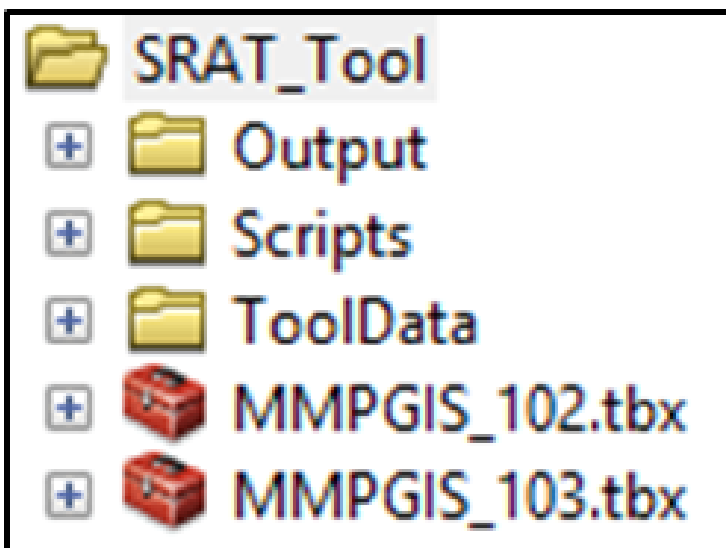 SRAT_Tool
Output
Scripts
ToolData
MMPGIS_102.tbx
MMPGIS_103.tbx